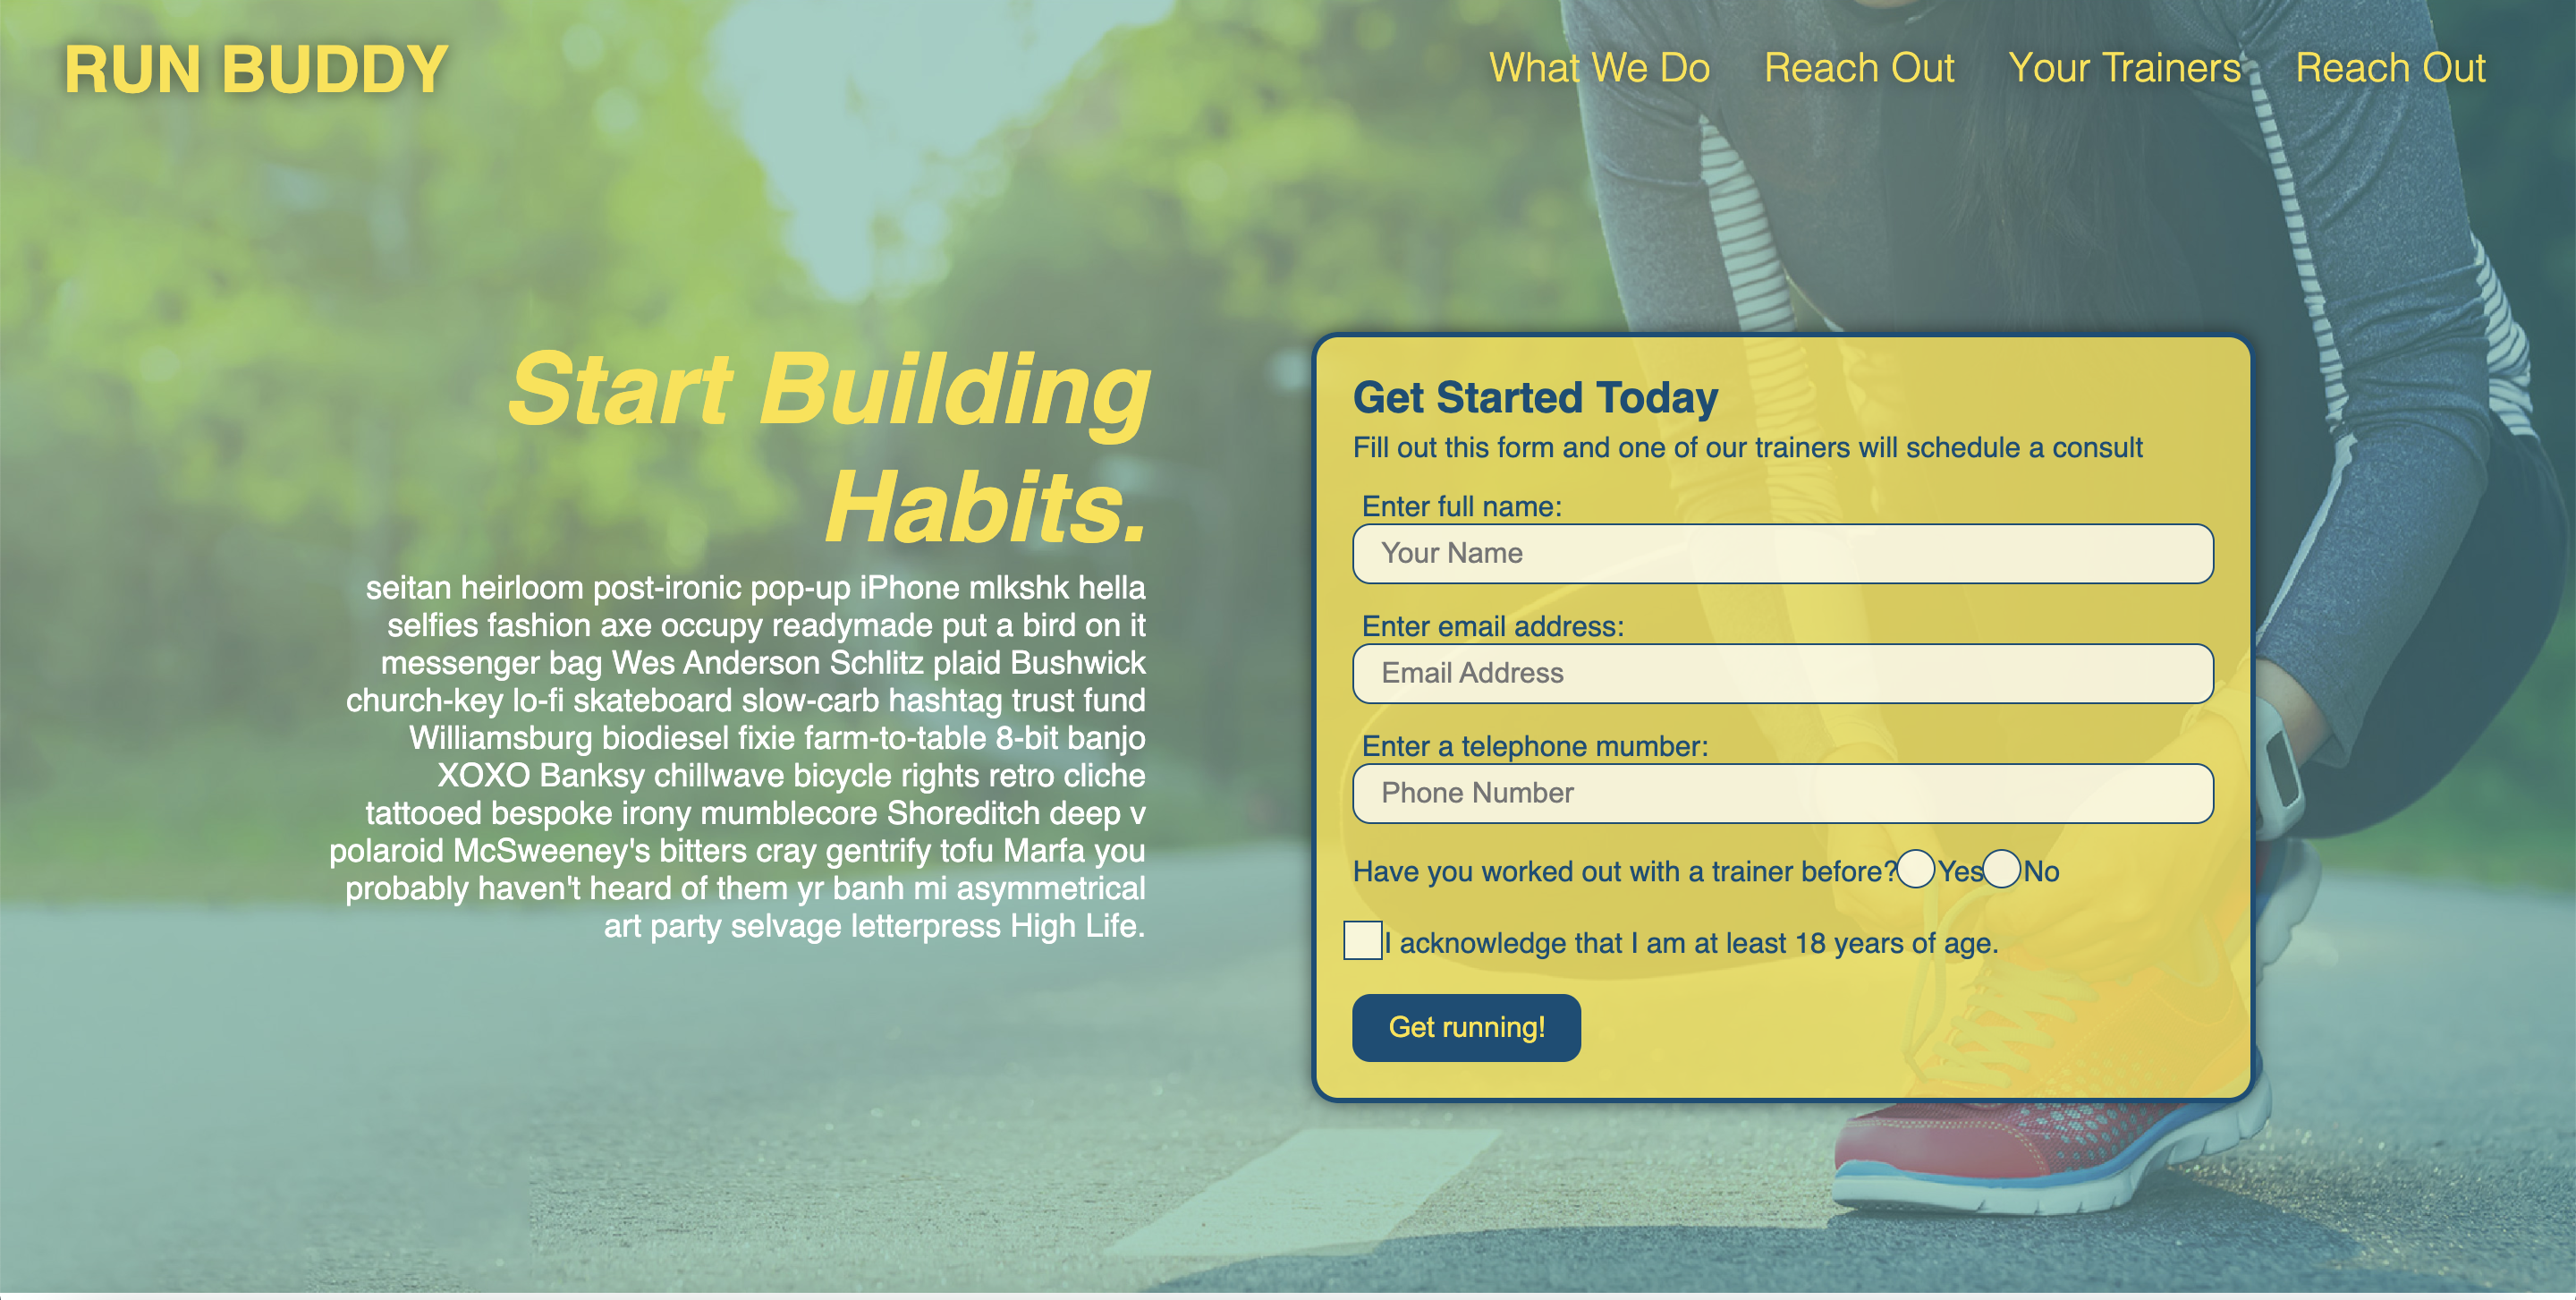 RUN BUDDY
What We Do Reach Out Your Trainers Reach Out
Start Building
Habits.
seitan heirloom post-ironic pop-up iPhone mlkshk hella
selfies fashion axe occupy readymade put a bird on it
messenger bag Wes Anderson Schlitz plaid Bushwick
church-key lo-fi skateboard slow-carb hashtag trust fund
Williamsburg biodiesel fixie farm-to-table 8-bit banjo
XOXO Banksy chillwave bicycle rights retro cliche
tattooed bespoke irony mumblecore Shoreditch deep v
polaroid McSweeney's bitters cray gentrify tofu Marfa you
probably haven't heard of them yr banh mi asymmetrical
art party selvage letterpress High Life.
Get Started Today
Fill out this form and one of our trainers will schedule a consult
Enter full name:
Your Name
Enter email address:
Email Address
Enter a telephone mumber:
Phone Number
Have you worked out with a trainer before? Yes No
I acknowledge that I am at least 18 years of age.
Get running!